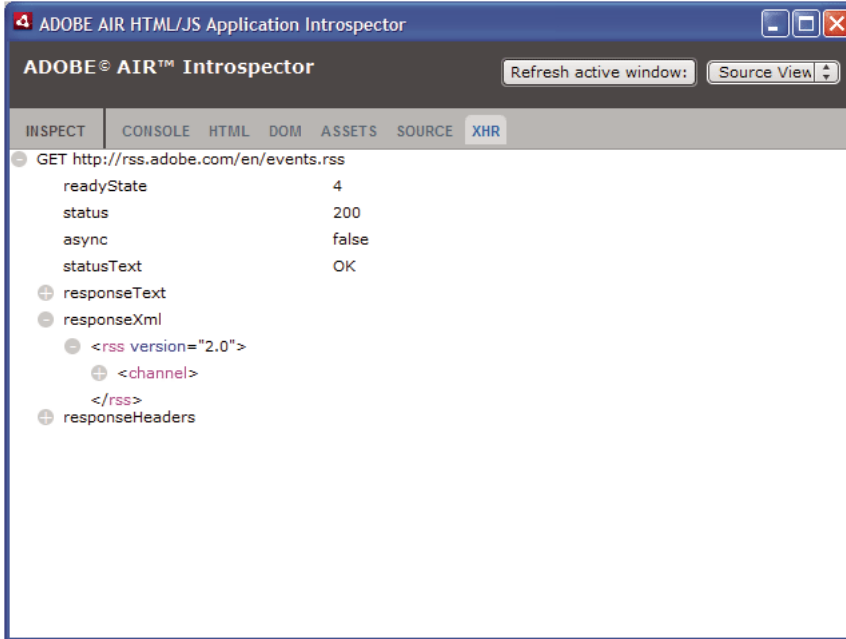 ADOBE AIR HTML/JS Application Introspector
ADOBE© AIR™ Introspector
Refresh active window: Source View
INSPECT CONSOLE HTML DOM ASSETS SOURCE XHR
GET http://rss.adobe.com/en/events.rss
readyState 4
status 200
async false
statusText OK
responseText
responseXml
<rss version="2.0">
<channel>
</rss>
responseHeaders